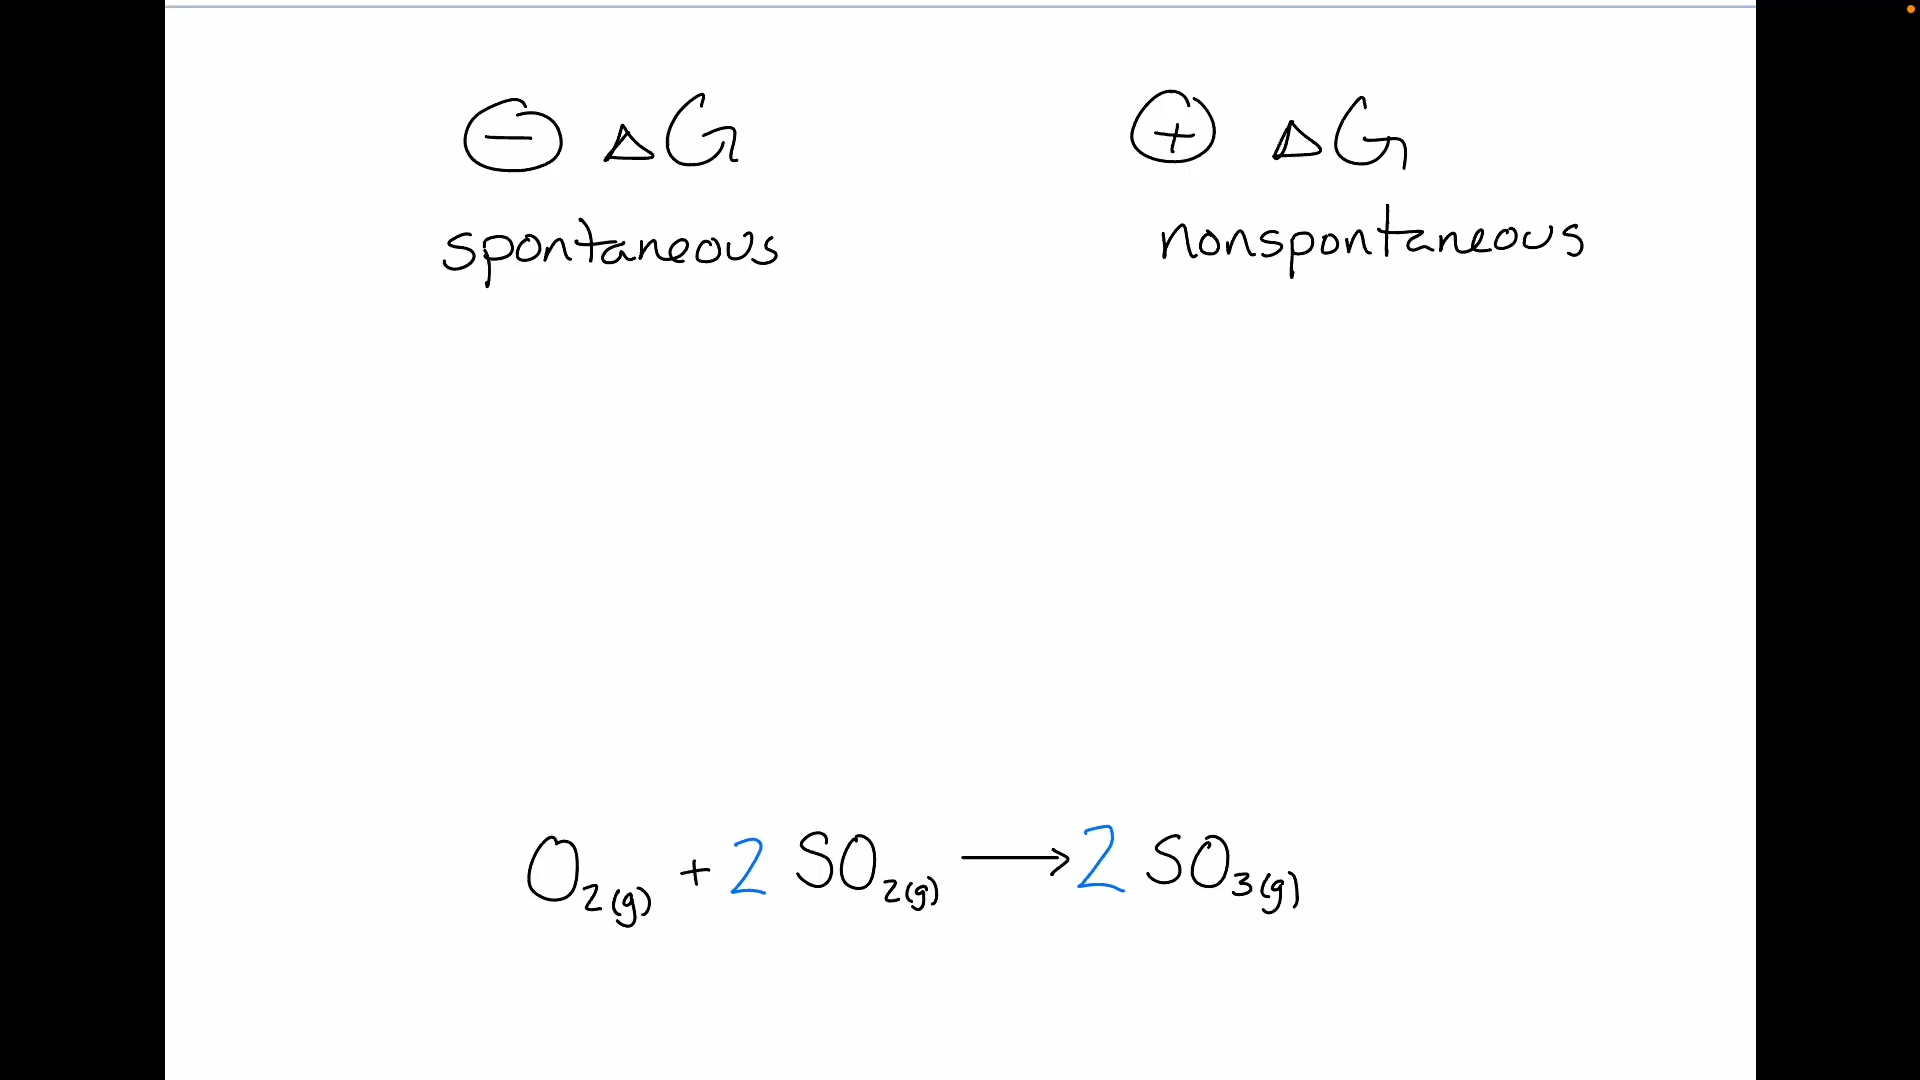 ⊖ ΔG ⊕ ΔG
spontaneous nonspontaneous
O₂(g) + 2 SO₂(g) ⟶ 2 SO₃(g)